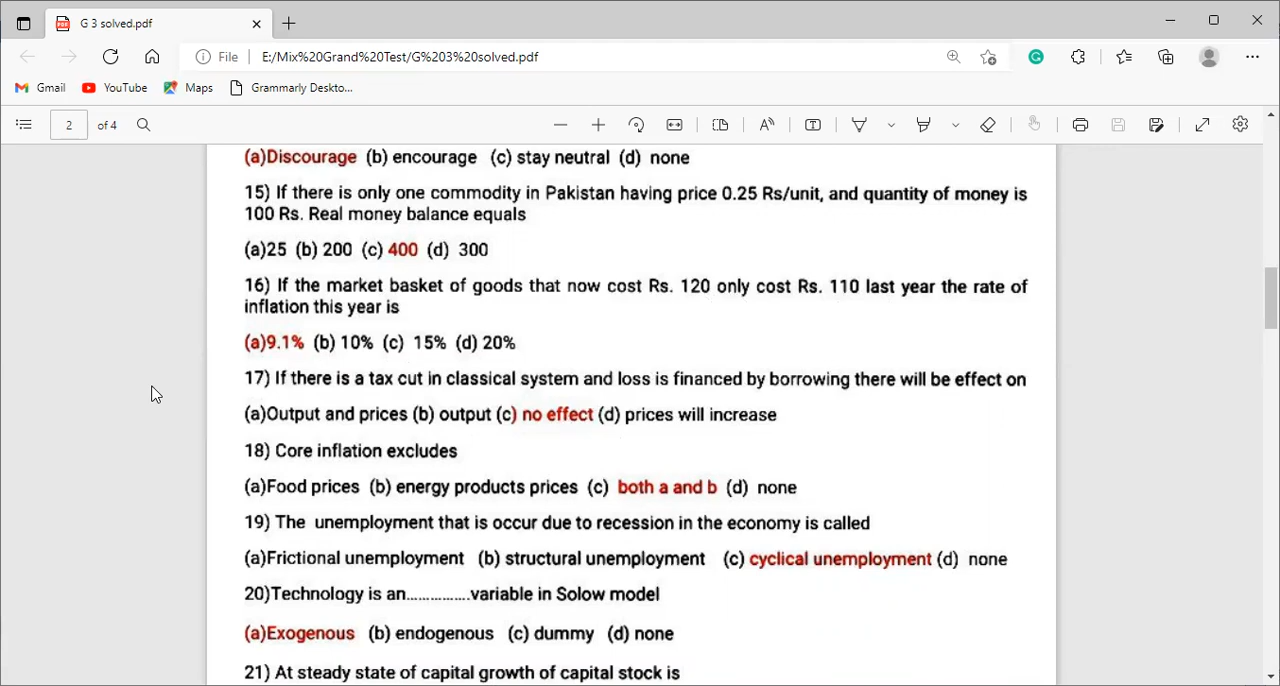 G 3 solved.pdf
File E:/Mix%20Grand%20Test/G%203%20solved.pdf
Gmail YouTube Maps Grammarly Deskto...
2 of 4
(a)Discourage (b) encourage (c) stay neutral (d) none
15) If there is only one commodity in Pakistan having price 0.25 Rs/unit, and quantity of money is
100 Rs. Real money balance equals
(a)25 (b) 200 (c) 400 (d) 300
16) If the market basket of goods that now cost Rs. 120 only cost Rs. 110 last year the rate of
inflation this year is
(a)9.1% (b) 10% (c) 15% (d) 20%
17) If there is a tax cut in classical system and loss is financed by borrowing there will be effect on
(a)Output and prices (b) output (c) no effect (d) prices will increase
18) Core inflation excludes
(a)Food prices (b) energy products prices (c) both a and b (d) none
19) The unemployment that is occur due to recession in the economy is called
(a)Frictional unemployment (b) structural unemployment (c) cyclical unemployment (d) none
20)Technology is an................variable in Solow model
(a)Exogenous (b) endogenous (c) dummy (d) none
21) At steady state of capital growth of capital stock is